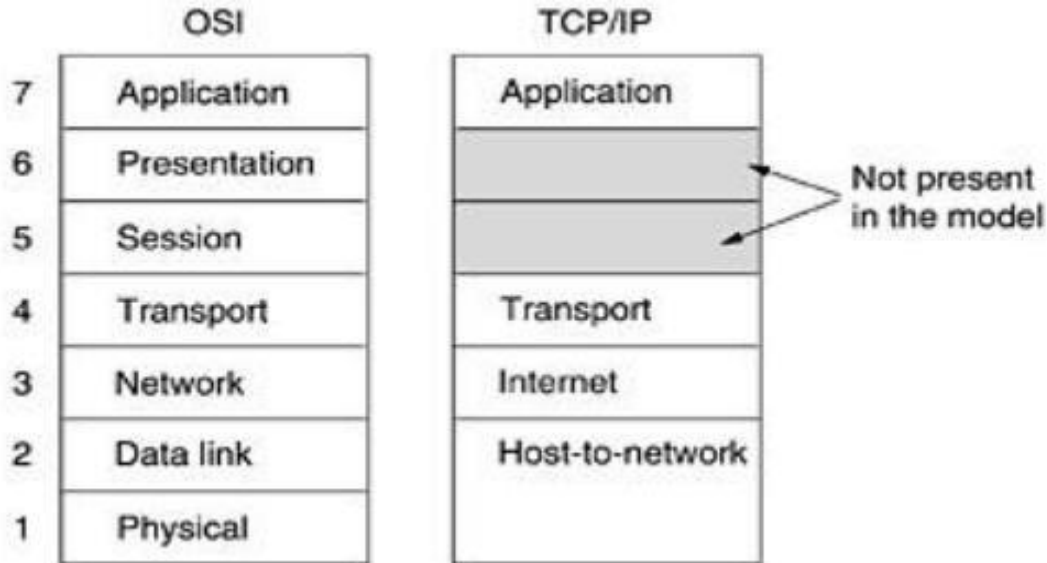 OSI
TCP/IP
7 Application Application
6 Presentation
5 Session
Not present
in the model
4 Transport Transport
3 Network Internet
2 Data link Host-to-network
1 Physical